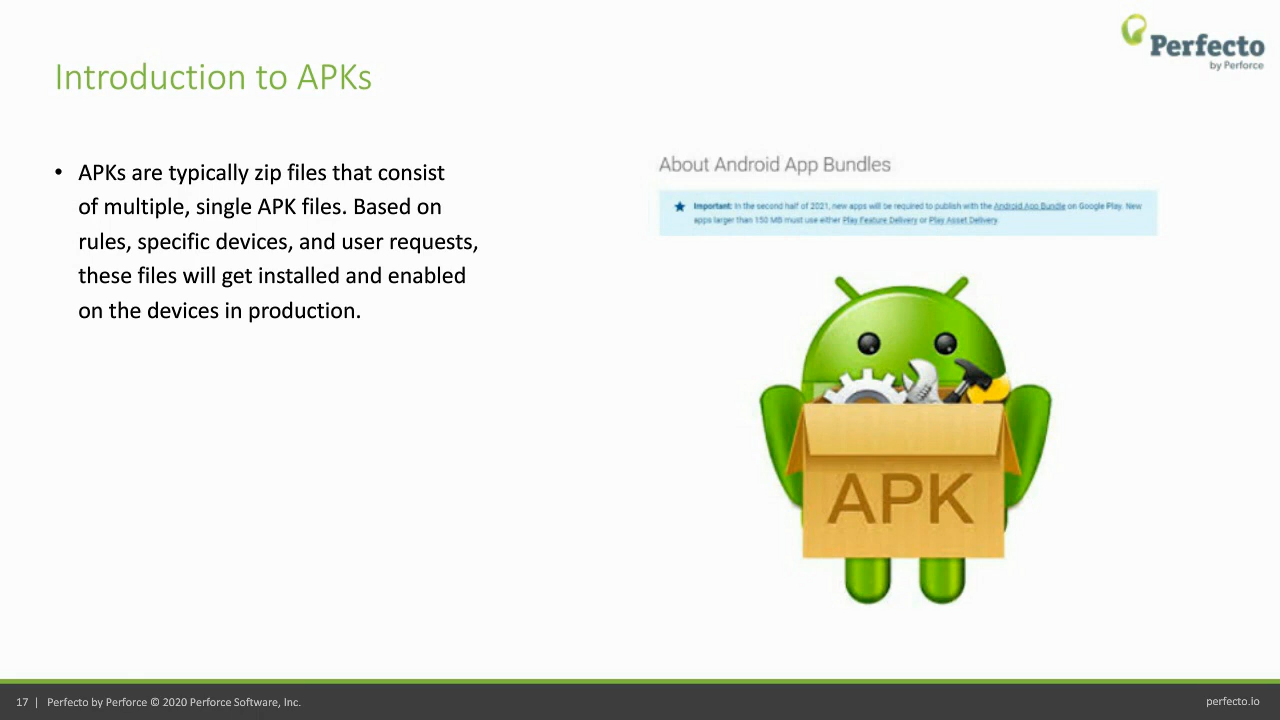 Perfecto
by Perforce
Introduction to APKs
• APKs are typically zip files that consist
of multiple, single APK files. Based on
rules, specific devices, and user requests,
these files will get installed and enabled
on the devices in production.
About Android App Bundles
Important: In the second half of 2021, new apps will be required to publish with the Android App Bundle on Google Play. New
apps larger than 150 MB must use either Play Feature Delivery or Play Asset Delivery.
APK
17 | Perfecto by Perforce © 2020 Perforce Software, Inc.
perfecto.io